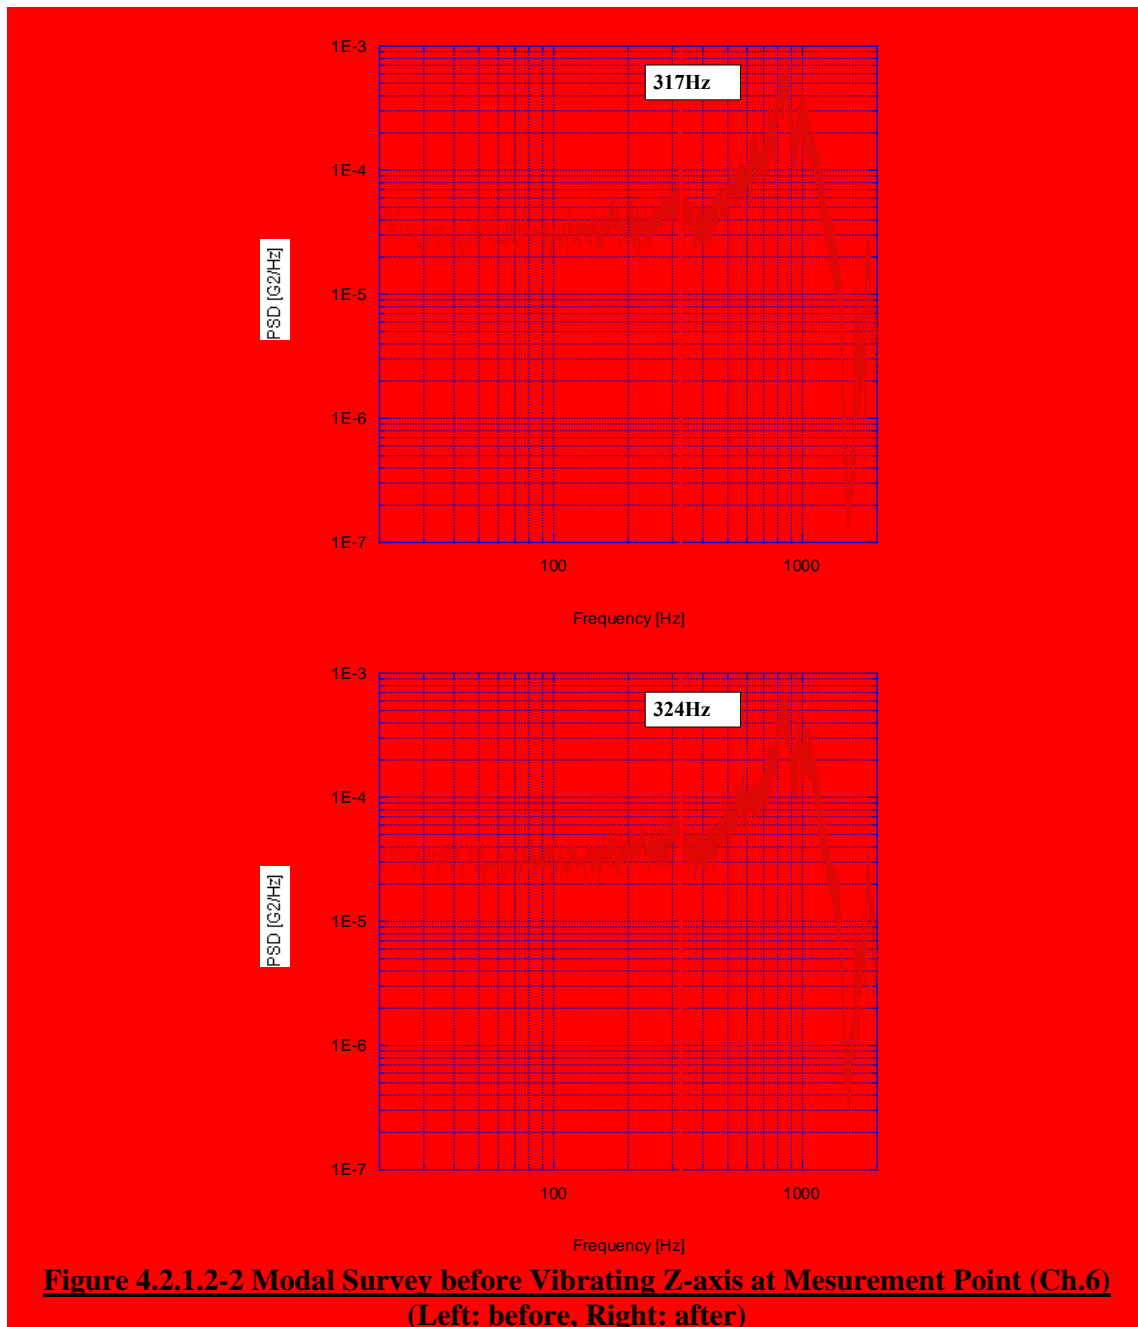 1E-3
317Hz
1E-4
PSD [G2/Hz]
1E-5
1E-6
1E-7
100 1000
Frequency [Hz]
1E-3
324Hz
1E-4
PSD [G2/Hz]
1E-5
1E-6
1E-7
100 1000
Frequency [Hz]
Figure 4.2.1.2-2 Modal Survey before Vibrating Z-axis at Mesurement Point (Ch.6)
(Left: before, Right: after)